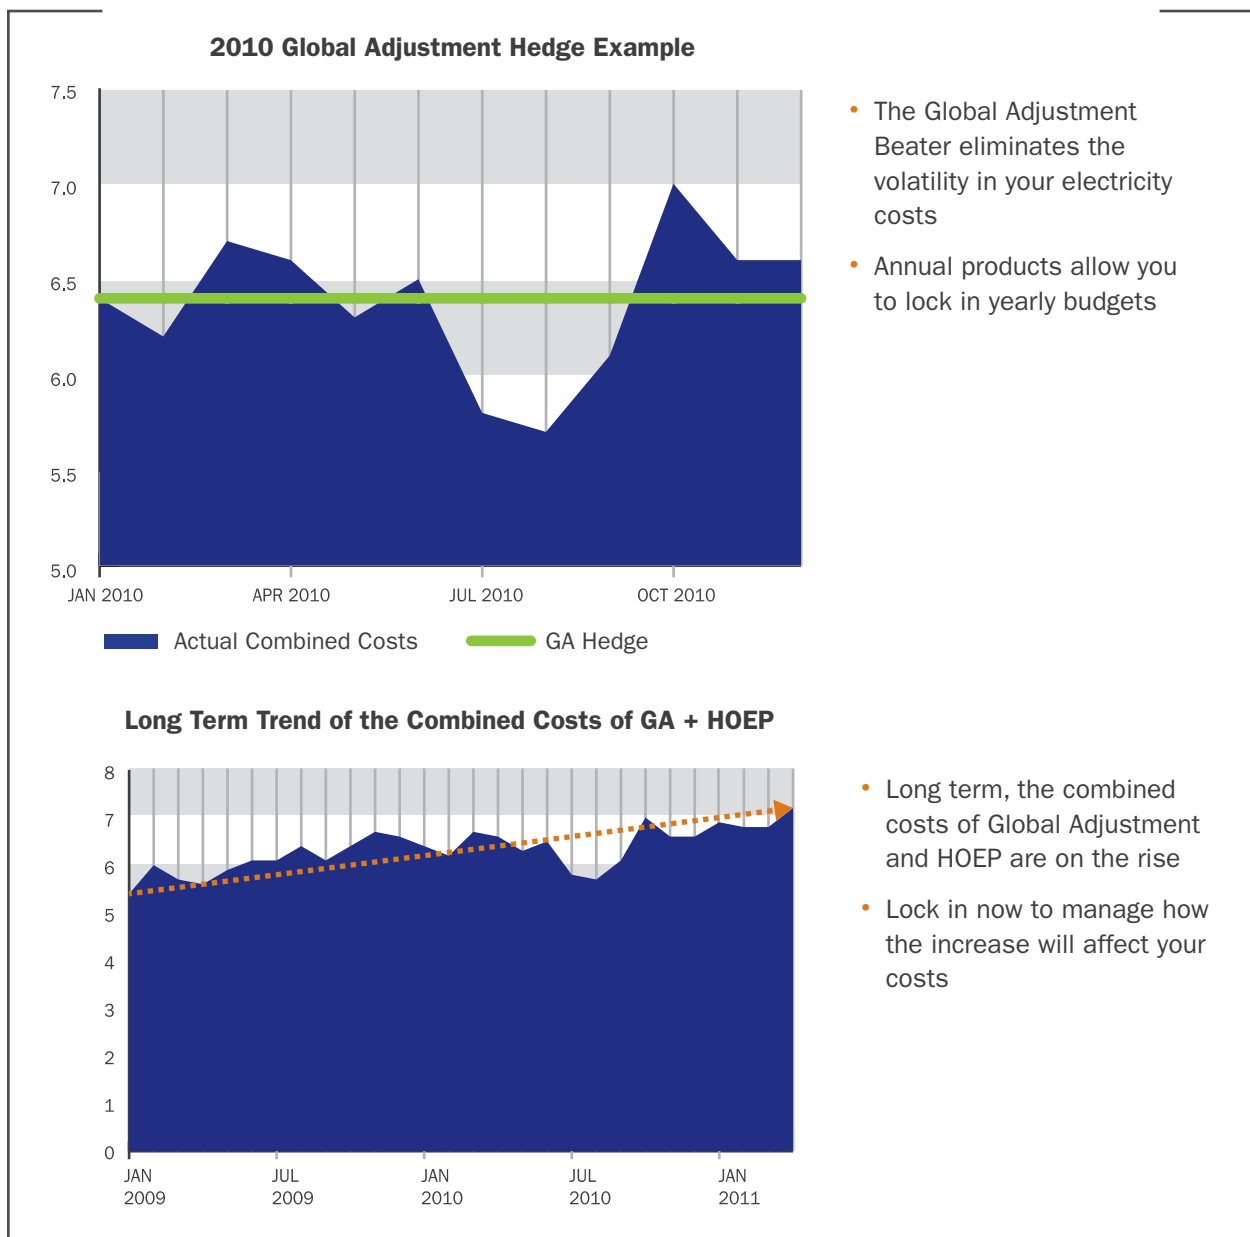 2010 Global Adjustment Hedge Example
7.5
7.0
6.5
6.0
5.5
5.0
JAN 2010
APR 2010
JUL 2010
OCT 2010
Actual Combined Costs
GA Hedge
• The Global Adjustment
Beater eliminates the
volatility in your electricity
costs
• Annual products allow you
to lock in yearly budgets
Long Term Trend of the Combined Costs of GA + HOEP
8
7
6
5
4
3
2
1
0
JAN
2009
JUL
2009
JAN
2010
JUL
2010
JAN
2011
• Long term, the combined
costs of Global Adjustment
and HOEP are on the rise
• Lock in now to manage how
the increase will affect your
costs